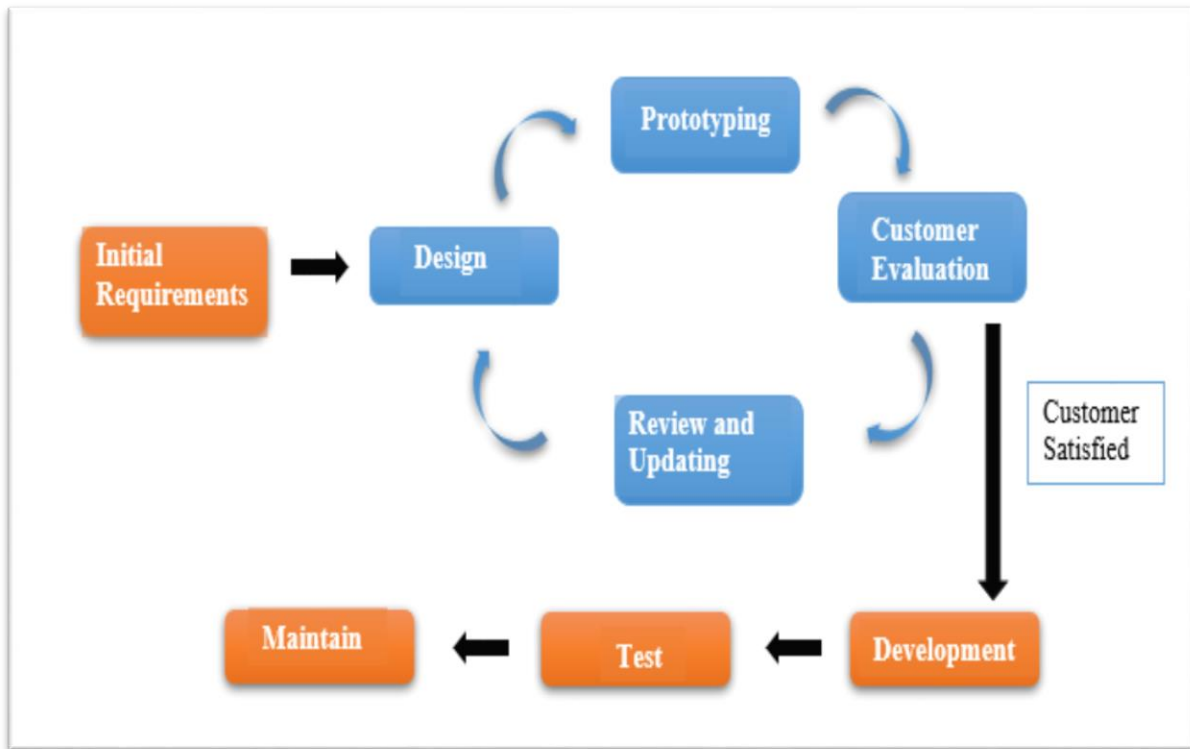 Prototyping
Customer
Evaluation
Initial
Requirements
Design
Review and
Updating
Customer
Satisfied
Maintain
Test
Development